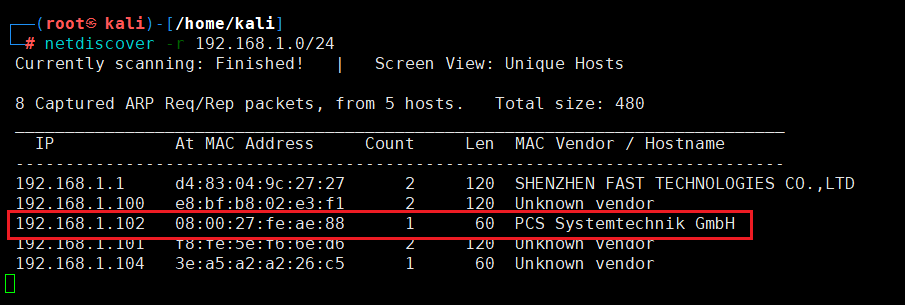 ┌──(root㉿ kali)-[/home/kali]
└─# netdiscover -r 192.168.1.0/24
Currently scanning: Finished!   |   Screen View: Unique Hosts
8 Captured ARP Req/Rep packets, from 5 hosts.   Total size: 480
_____________________________________________________________________________
IP            At MAC Address     Count     Len  MAC Vendor / Hostname
-----------------------------------------------------------------------------
192.168.1.1     d4:83:04:9c:27:27      2     120  SHENZHEN FAST TECHNOLOGIES CO.,LTD
192.168.1.100   e8:bf:b8:02:e3:f1      2     120  Unknown vendor
192.168.1.102   08:00:27:fe:ae:88      1      60  PCS Systemtechnik GmbH
192.168.1.101   f8:fe:5e:f6:6e:d6      2     120  Unknown vendor
192.168.1.104   3e:a5:a2:a2:26:c5      1      60  Unknown vendor